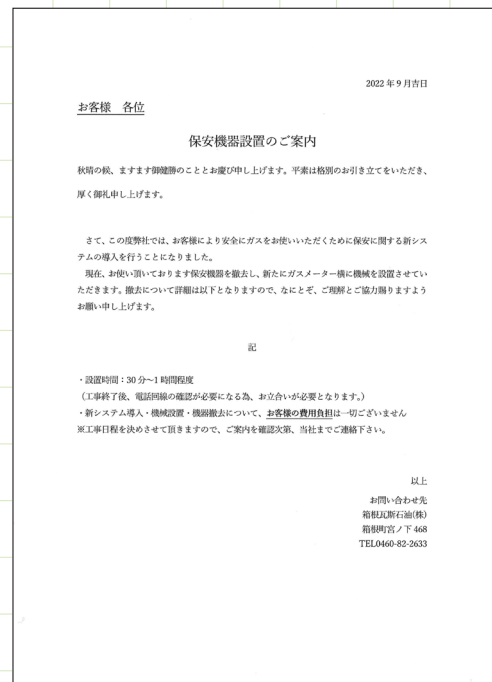 2022 年 9 月吉日
お客様　各位
保安機器設置のご案内
秋晴の候、ますます御健勝のこととお慶び申し上げます。平素は格別のお引き立てをいただき、
厚く御礼申し上げます。
さて、この度弊社では、お客様により安全にガスをお使いいただくために保安に関する新シス
テムの導入を行うことになりました。
現在、お使い頂いております保安機器を撤去し、新たにガスメーター横に機械を設置させてい
ただきます。撤去について詳細は以下となりますので、なにとぞ、ご理解とご協力賜りますよう
お願い申し上げます。
記
・設置時間：30 分～1 時間程度
（工事終了後、電話回線の確認が必要になる為、お立合いが必要となります。）
・新システム導入・機械設置・機器撤去について、お客様の費用負担は一切ございません
※工事日程を決めさせて頂きますので、ご案内を確認次第、当社までご連絡下さい。
以上
お問い合わせ先
箱根瓦斯石油(株)
箱根町宮ノ下 468
TEL0460-82-2633